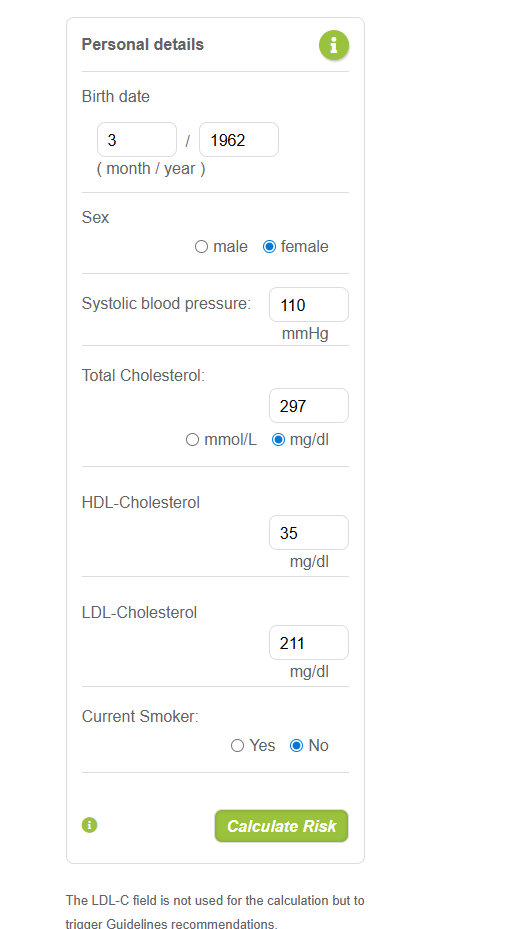 Personal details
Birth date
3 / 1962
( month / year )
Sex
male female
Systolic blood pressure: 110
mmHg
Total Cholesterol:
297
mmol/L mg/dl
HDL-Cholesterol
35
mg/dl
LDL-Cholesterol
211
mg/dl
Current Smoker:
Yes No
i Calculate Risk
The LDL-C field is not used for the calculation but to
trigger Guidelines recommendations.